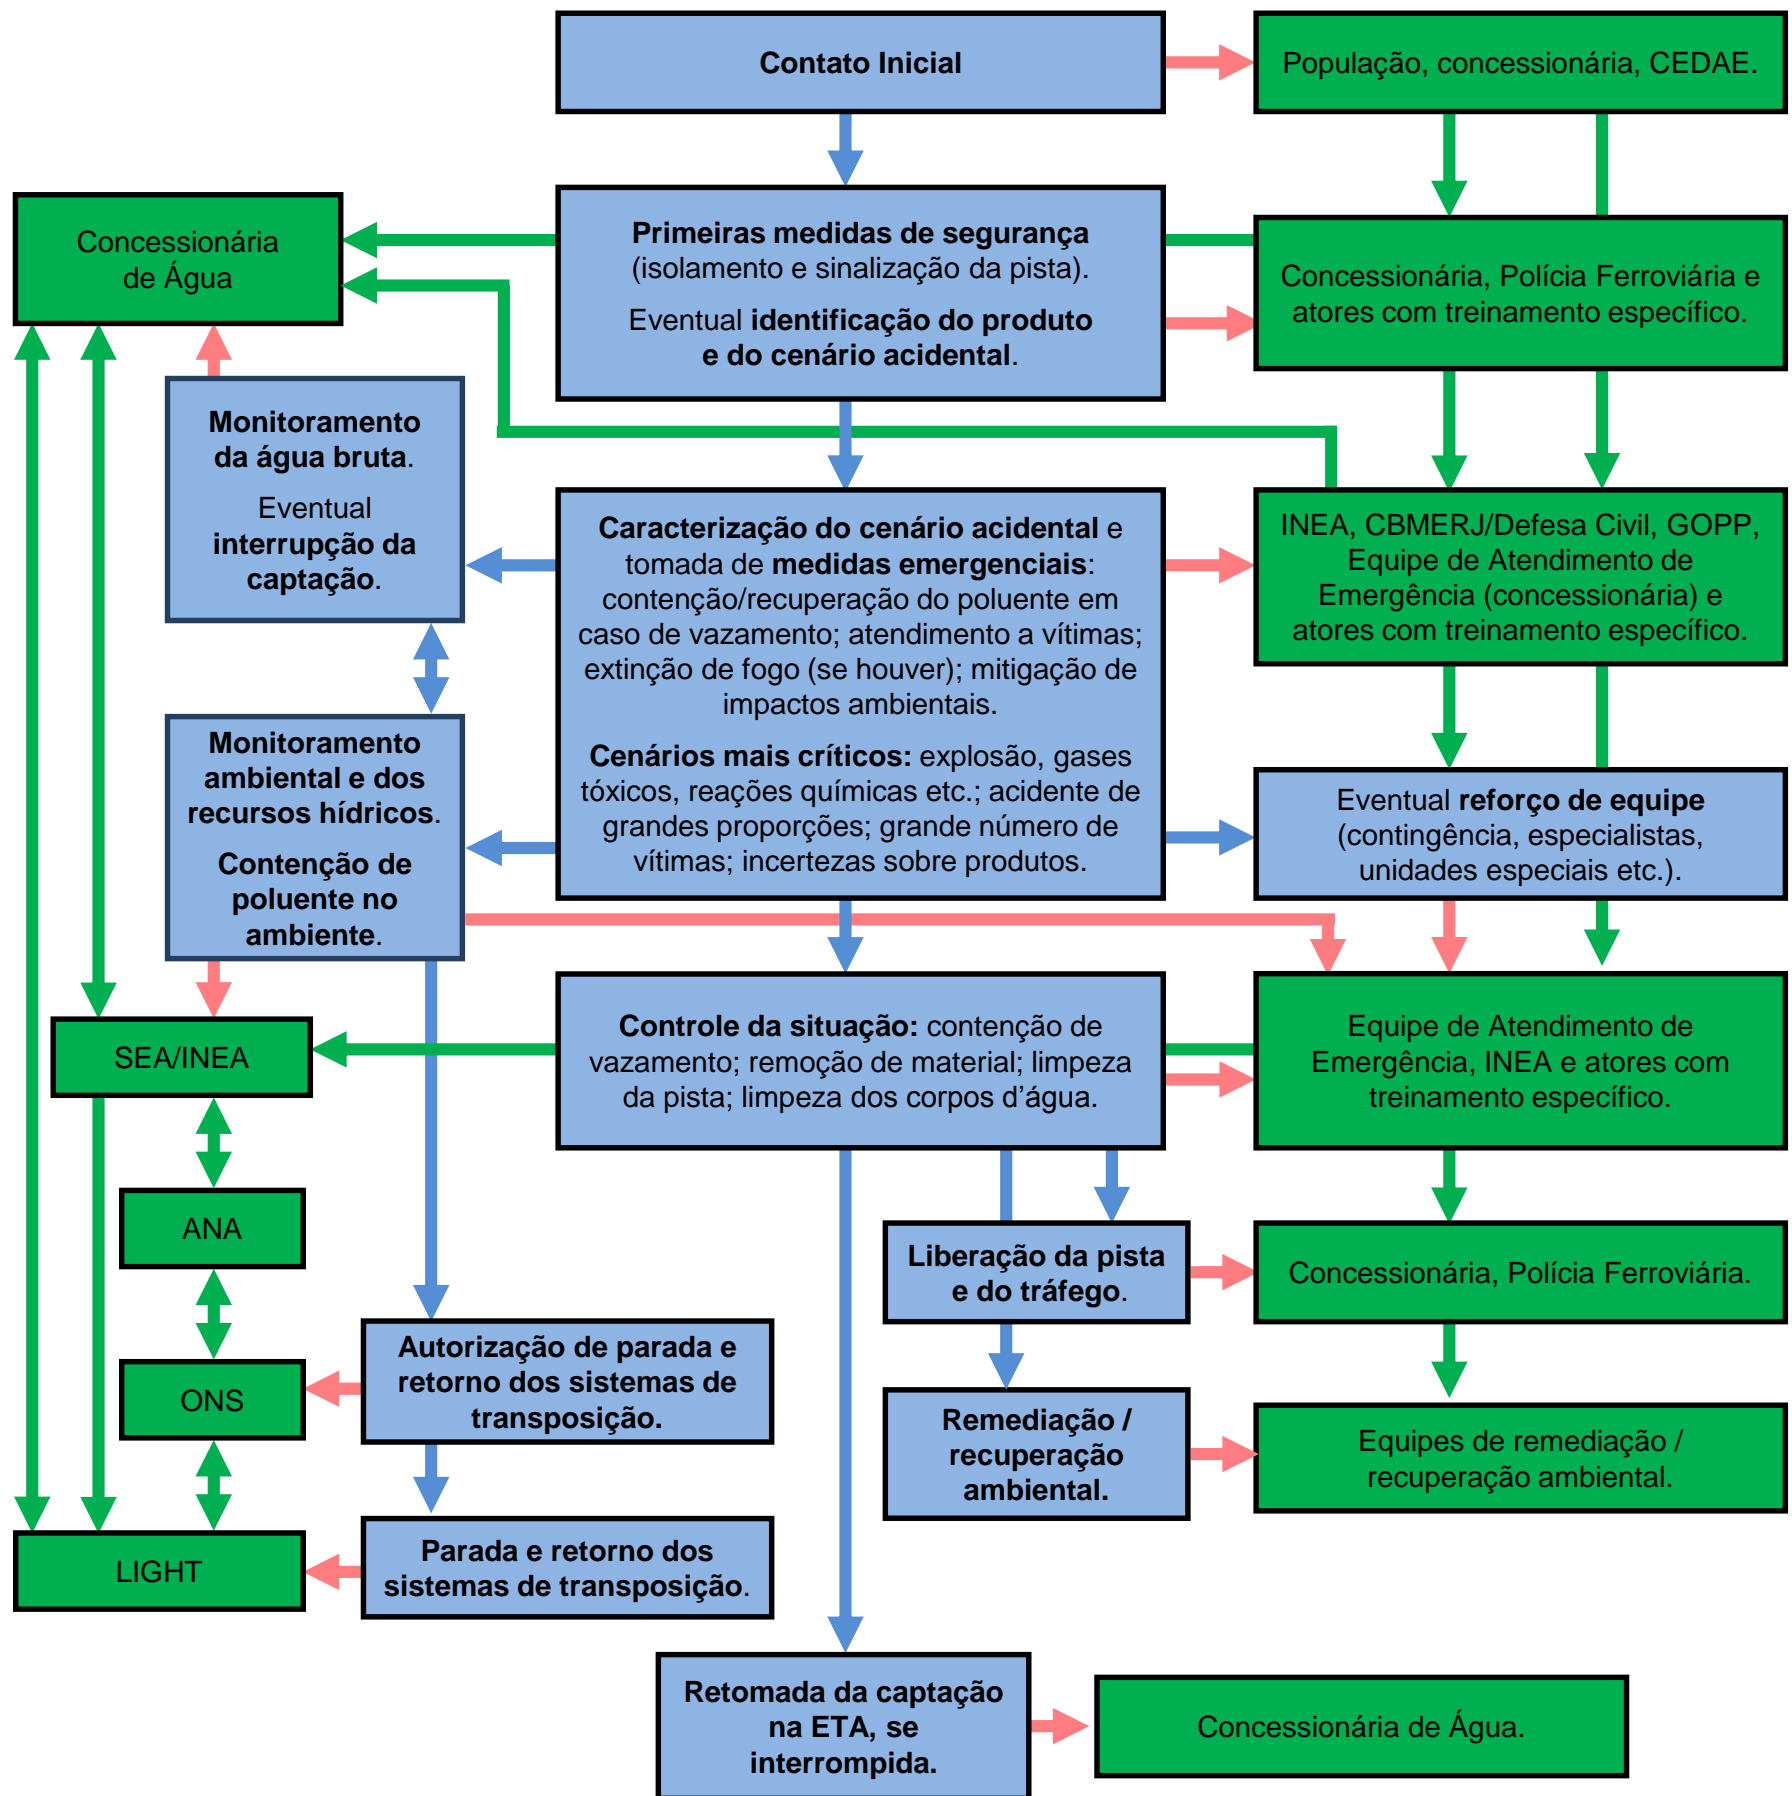 Contato Inicial
População, concessionária, CEDAE.
Concessionária
de Água
Primeiras medidas de segurança
(isolamento e sinalização da pista).
Eventual identificação do produto
e do cenário acidental.
Concessionária, Polícia Ferroviária e
atores com treinamento específico.
Monitoramento
da água bruta.
Eventual
interrupção da
captação.
Caracterização do cenário acidental e
tomada de medidas emergenciais:
contenção/recuperação do poluente em
caso de vazamento; atendimento a vítimas;
extinção de fogo (se houver); mitigação de
impactos ambientais.
Cenários mais críticos: explosão, gases
tóxicos, reações químicas etc.; acidente de
grandes proporções; grande número de
vítimas; incertezas sobre produtos.
INEA, CBMERJ/Defesa Civil, GOPP,
Equipe de Atendimento de
Emergência (concessionária) e
atores com treinamento específico.
Monitoramento
ambiental e dos
recursos hídricos.
Contenção de
poluente no
ambiente.
Eventual reforço de equipe
(contingência, especialistas,
unidades especiais etc.).
SEA/INEA
Controle da situação: contenção de
vazamento; remoção de material; limpeza
da pista; limpeza dos corpos d’água.
Equipe de Atendimento de
Emergência, INEA e atores com
treinamento específico.
ANA
Liberação da pista
e do tráfego.
Concessionária, Polícia Ferroviária.
ONS
Autorização de parada e
retorno dos sistemas de
transposição.
Remediação /
recuperação
ambiental.
Equipes de remediação /
recuperação ambiental.
LIGHT
Parada e retorno dos
sistemas de transposição.
Retomada da captação
na ETA, se
interrompida.
Concessionária de Água.